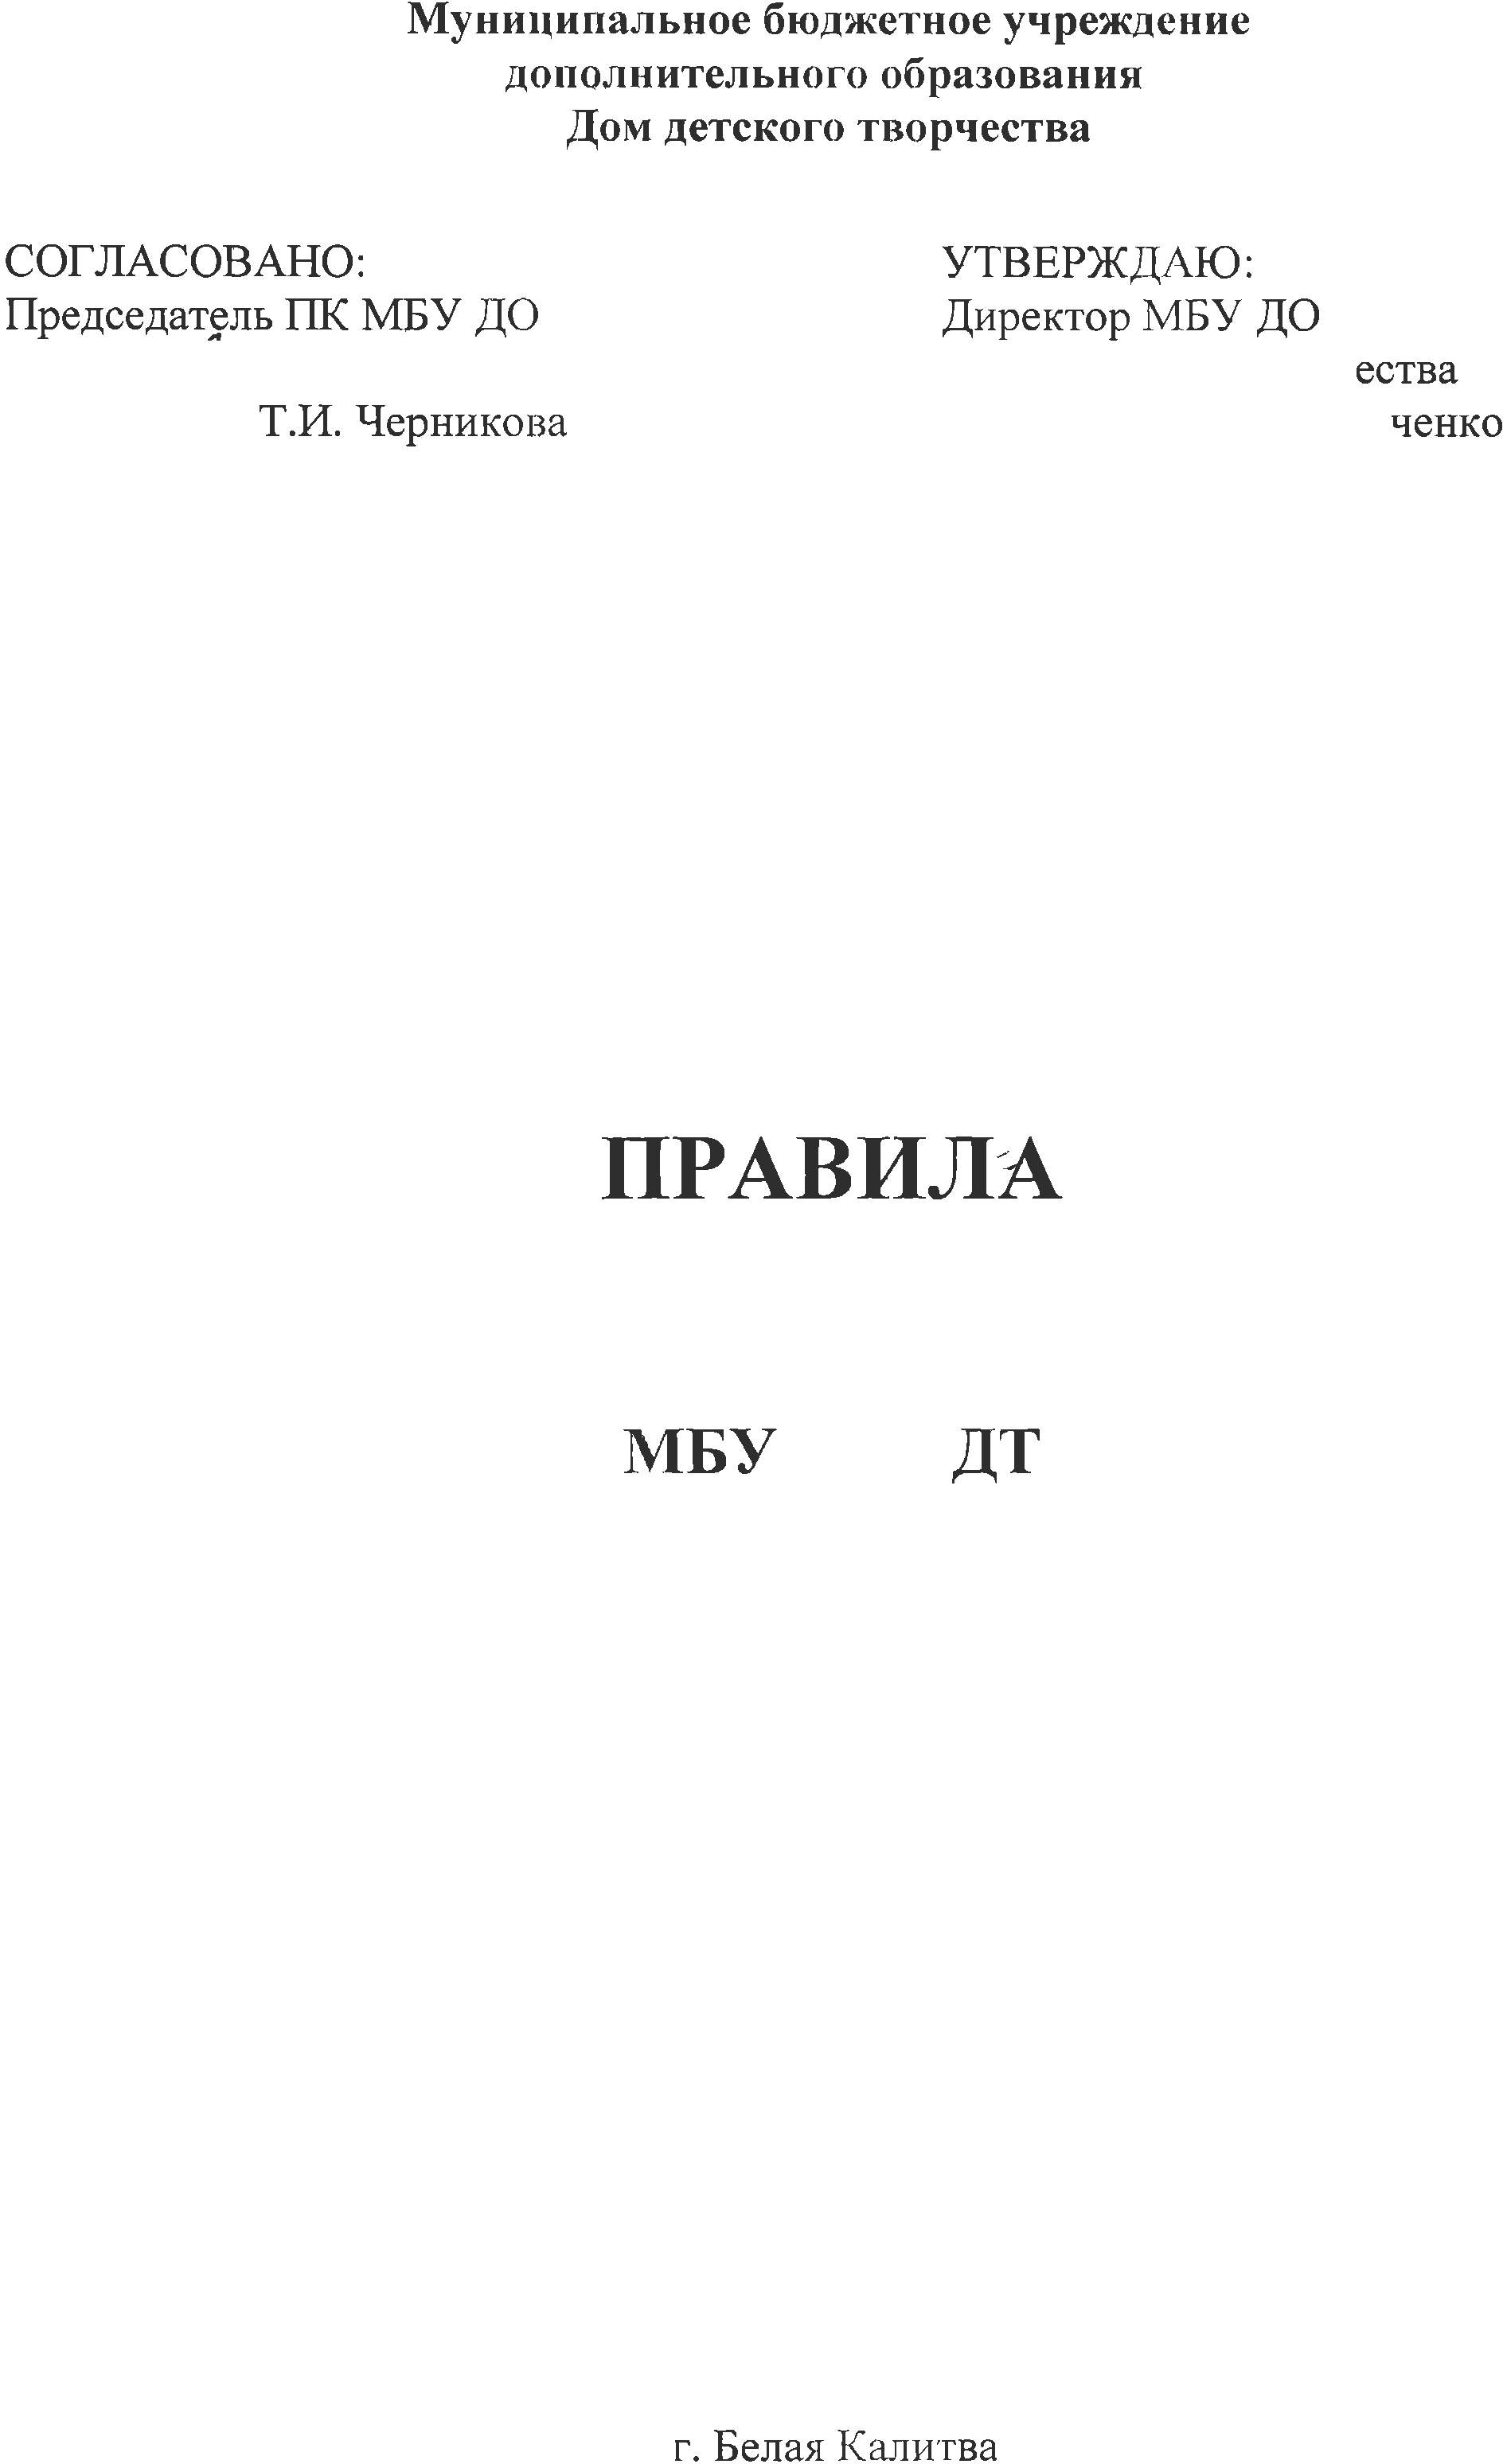 Муниципальное бюджетное учреждение
дополнительного образования
Дом детского творчества
СОГЛАСОВАНО:
Председатель ПК МБУ ДО
Т.И. Черникова
УТВЕРЖДАЮ:
Директор МБУ ДО
ества
ченко
ПРАВИЛА
МБУ ДТ
г. Белая Калитва